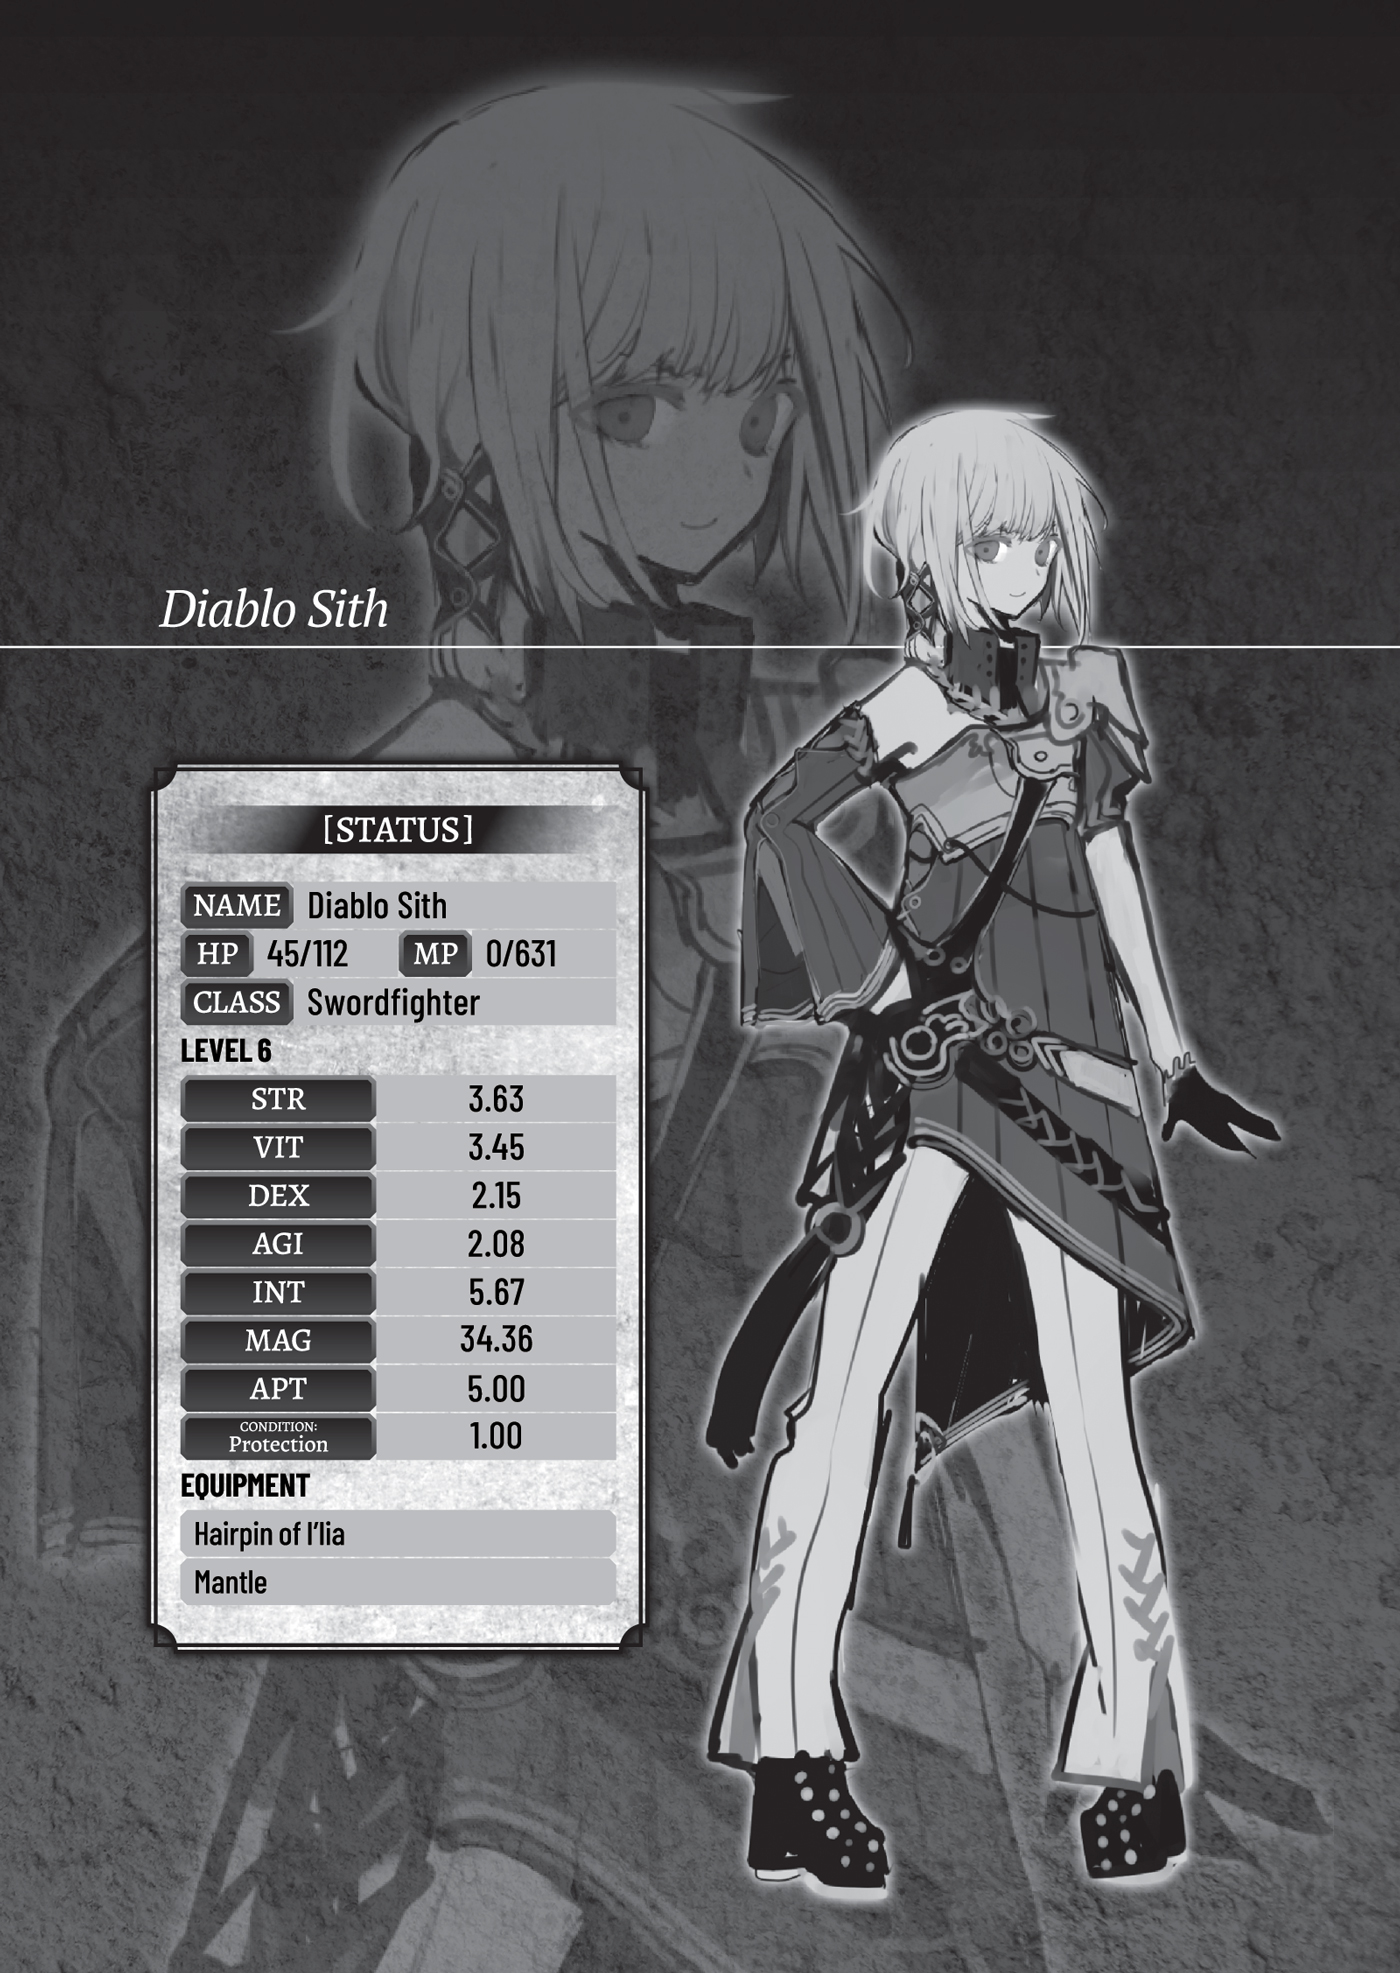 Diablo Sith
[STATUS]
NAME Diablo Sith
HP 45/112 MP 0/631
CLASS Swordfighter
LEVEL 6
STR 3.63
VIT 3.45
DEX 2.15
AGI 2.08
INT 5.67
MAG 34.36
APT 5.00
CONDITION:
Protection 1.00
EQUIPMENT
Hairpin of I'lia
Mantle